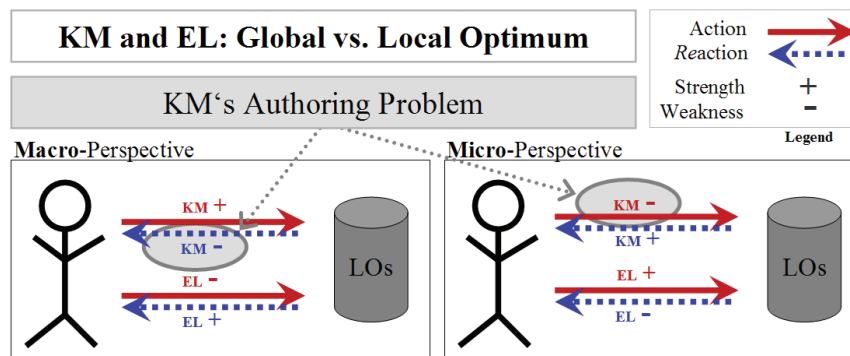 KM and EL: Global vs. Local Optimum
KM‘s Authoring Problem
Action
Reaction
Strength +
Weakness -
Legend
Macro-Perspective
KM +
KM -
EL -
EL +
LOs
Micro-Perspective
KM -
KM +
EL +
EL -
LOs